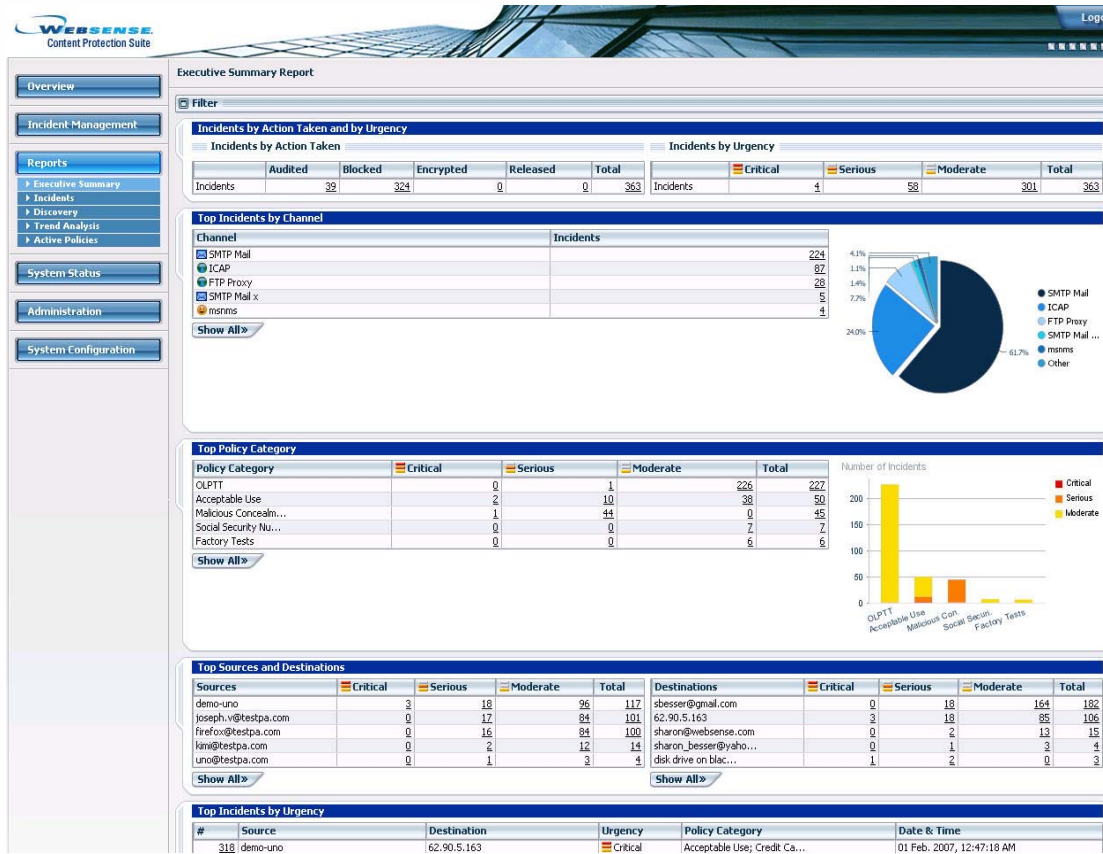 WEBSENSE
Content Protection Suite
Logo
Overview
Incident Management
Reports
Executive Summary
Incidents
Discovery
Trend Analysis
Active Policies
System Status
Administration
System Configuration
Executive Summary Report
Filter
Incidents by Action Taken and by Urgency
Incidents by Action Taken
Audited Blocked Encrypted Released Total
Incidents 39 324 0 0 363
Incidents by Urgency
Critical Serious Moderate Total
Incidents 4 58 301 363
Top Incidents by Channel
Channel Incidents
SMTP Mail 224
ICAP 87
FTP Proxy 28
SMTP Mail x 5
msnms 4
Show All»
4.1%
1.1%
1.4%
7.7%
24.0%
61.7%
SMTP Mail
ICAP
FTP Proxy
SMTP Mail ...
msnms
Other
Top Policy Category
Policy Category Critical Serious Moderate Total
OLPTT 0 1 226 227
Acceptable Use 2 10 38 50
Malicious Concealm... 1 44 0 45
Social Security Nu... 0 0 7 7
Factory Tests 0 0 6 6
Show All»
Number of Incidents
200
150
100
50
0
OLPTT
Acceptable Use
Malicious Con.
Social Securi.
Factory Tests
Critical
Serious
Moderate
Top Sources and Destinations
Sources Critical Serious Moderate Total
demo-uno 3 18 96 117
joseph.v@testpa.com 0 17 84 101
firefox@testpa.com 0 16 84 100
kimi@testpa.com 0 2 12 14
uno@testpa.com 0 1 3 4
Show All»
Destinations Critical Serious Moderate Total
sbesser@gmail.com 0 18 164 182
62.90.5.163 3 18 85 106
sharon@websense.com 0 2 13 15
sharon_besser@yaho... 0 1 3 4
disk drive on blac... 1 2 0 3
Show All»
Top Incidents by Urgency
# Source Destination Urgency Policy Category Date & Time
318 demo-uno 62.90.5.163 Critical Acceptable Use; Credit Ca... 01 Feb. 2007, 12:47:18 AM